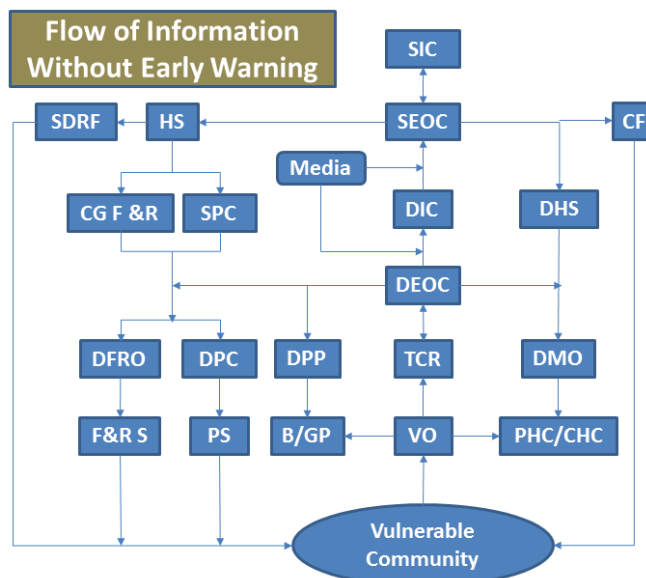 Flow of Information
Without Early Warning
SIC
SDRF
HS
SEOC
CF
Media
CG F &R
SPC
DIC
DHS
DEOC
DFRO
DPC
DPP
TCR
DMO
F&R S
PS
B/GP
VO
PHC/CHC
Vulnerable
Community